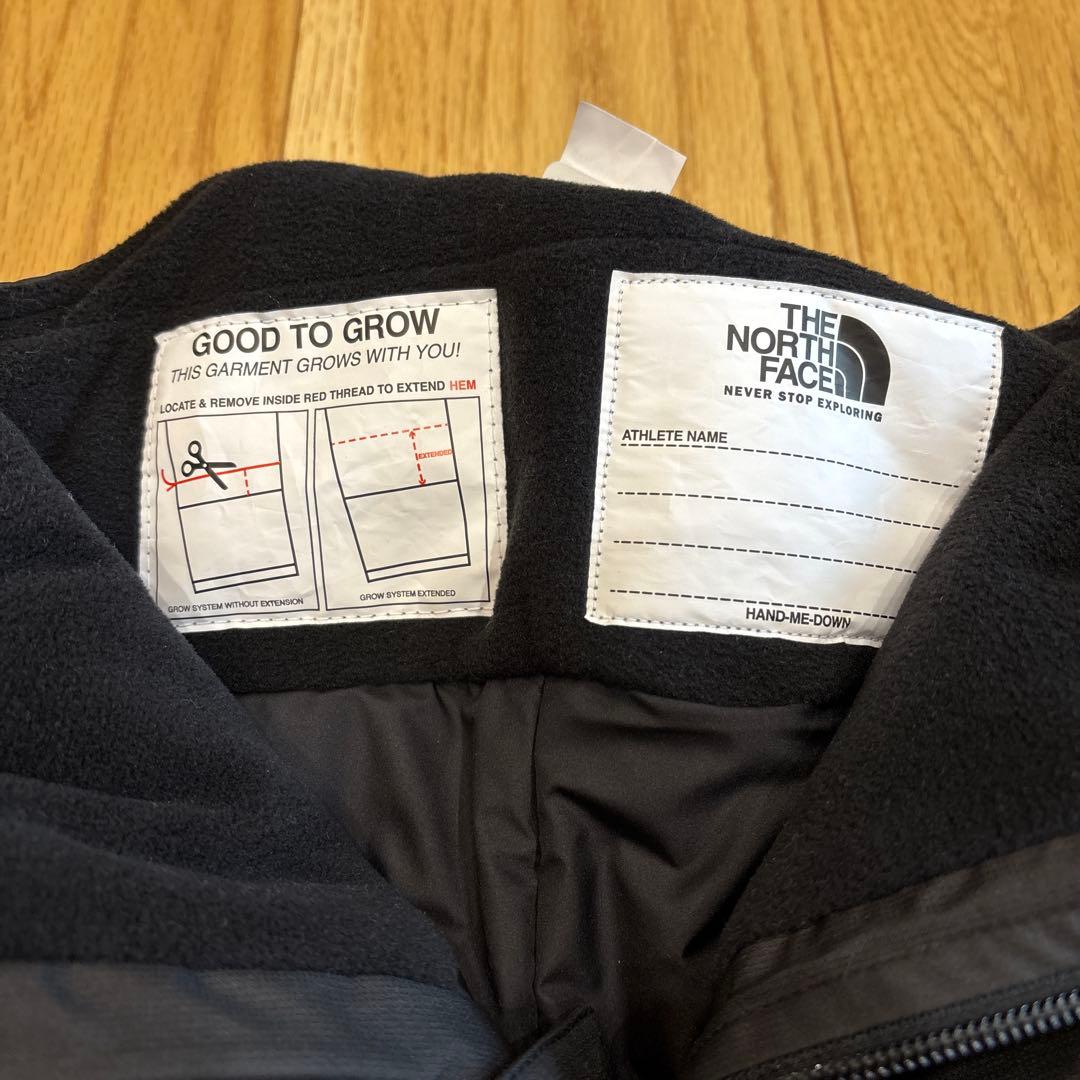 GOOD TO GROW
THIS GARMENT GROWS WITH YOU!
LOCATE & REMOVE INSIDE RED THREAD TO EXTEND HEM
EXTENDED
GROW SYSTEM WITHOUT EXTENSION
GROW SYSTEM EXTENDED
THE
NORTH
FACE
NEVER STOP EXPLORING
ATHLETE NAME
HAND-ME-DOWN